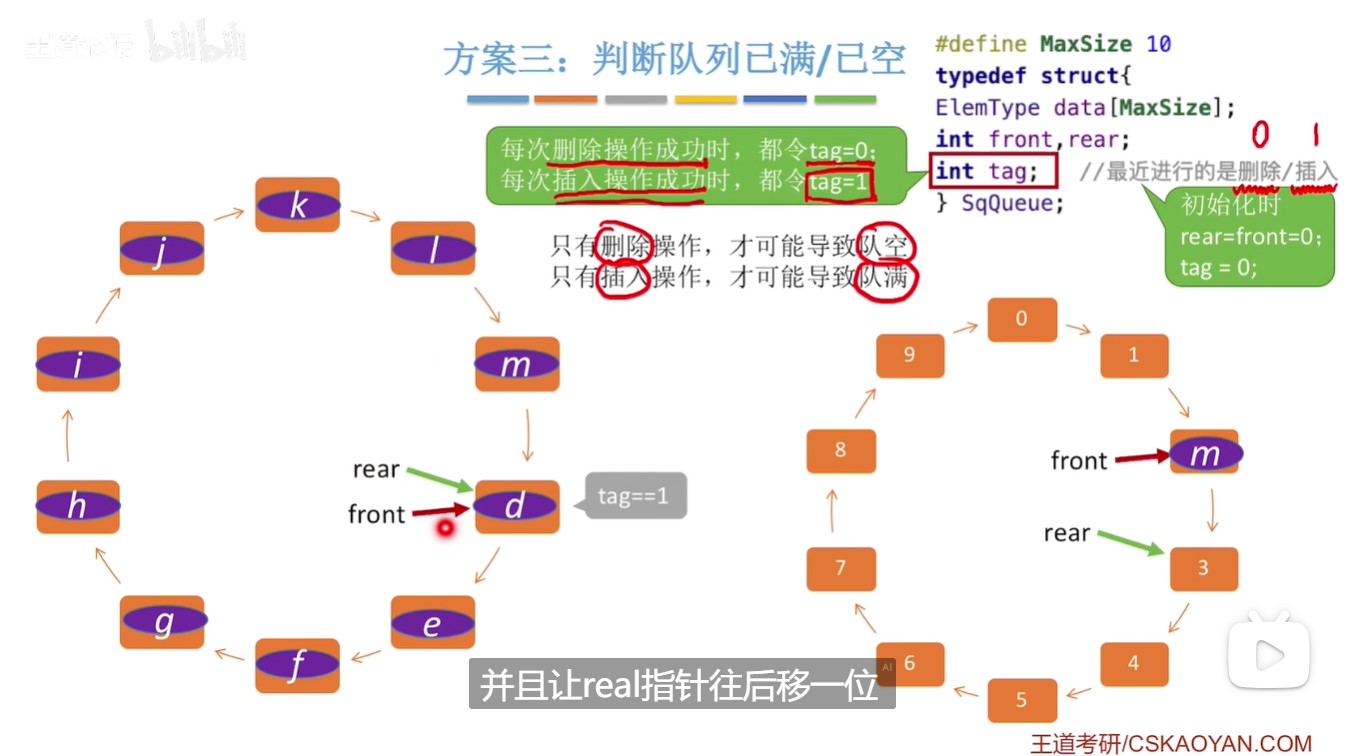 bilibili
方案三：判断队列已满/已空
#define MaxSize 10
typedef struct{
ElemType data[MaxSize];
int front,rear;
int tag; //最近进行的是删除/插入
} SqQueue;
0 1
每次删除操作成功时，都令tag=0；
每次插入操作成功时，都令tag=1
初始化时
rear=front=0；
tag = 0;
只有删除操作，才可能导致队空
只有插入操作，才可能导致队满
k
j
l
i
m
rear
front
d
tag==1
h
g
e
f
0
9
1
8
front
m
rear
7
3
6
4
5
并且让real指针往后移一位
AI
王道考研/CSKAOYAN.COM